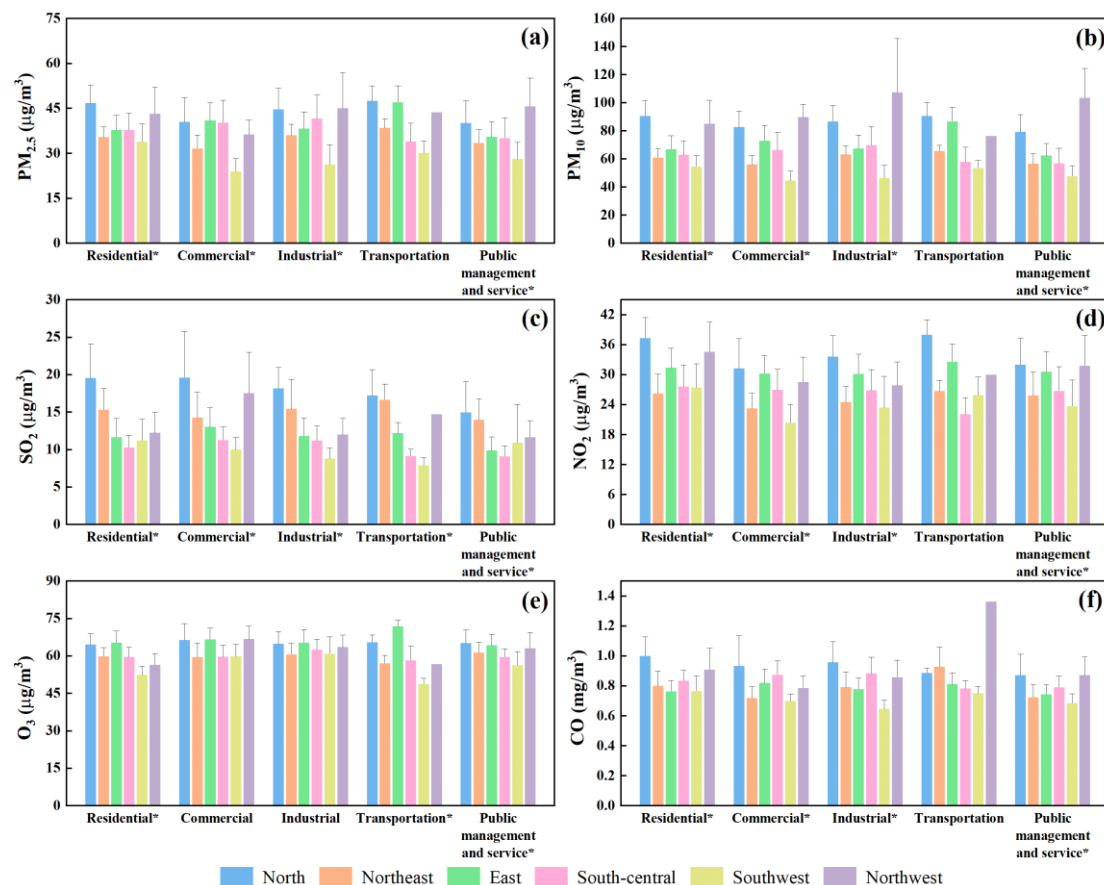 (a)
PM2.5 (μg/m3)
75
60
45
30
15
0
Residential* Commercial* Industrial* Transportation Public
management
and service*
(b)
PM10 (μg/m3)
160
140
120
100
80
60
40
20
0
Residential* Commercial* Industrial* Transportation Public
management
and service*
(c)
SO2 (μg/m3)
30
25
20
15
10
5
0
Residential* Commercial* Industrial* Transportation* Public
management
and service*
(d)
NO2 (μg/m3)
42
36
30
24
18
12
6
0
Residential* Commercial* Industrial* Transportation Public
management
and service*
(e)
O3 (μg/m3)
90
75
60
45
30
15
0
Residential* Commercial Industrial Transportation* Public
management
and service*
(f)
CO (mg/m3)
1.4
1.2
1.0
0.8
0.6
0.4
0.2
0.0
Residential* Commercial* Industrial* Transportation Public
management
and service*
North Northeast East South-central Southwest Northwest